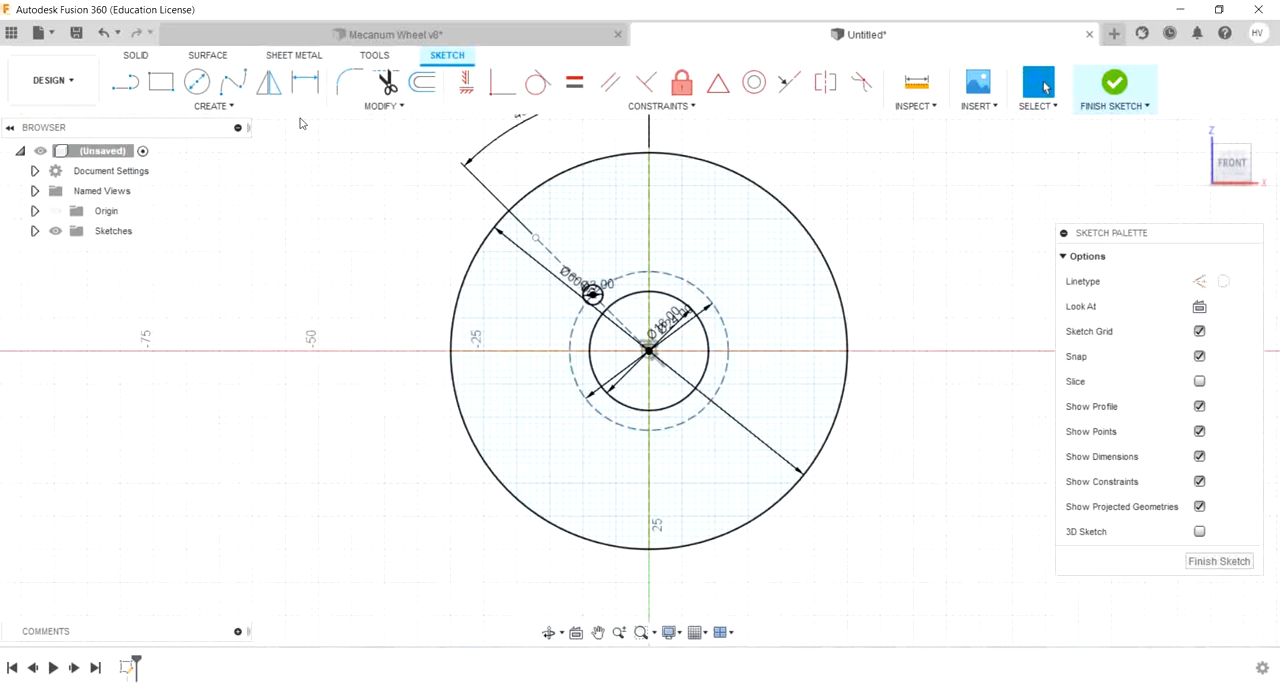 Autodesk Fusion 360 (Education License)
Mecanum Wheel v8*
Untitled*
HV
DESIGN
SOLID SURFACE SHEET METAL TOOLS SKETCH
CREATE MODIFY CONSTRAINTS INSPECT INSERT SELECT FINISH SKETCH
BROWSER
(Unsaved)
Document Settings
Named Views
Origin
Sketches
Z
FRONT
X
SKETCH PALETTE
Options
Linetype
Look At
Sketch Grid
Snap
Slice
Show Profile
Show Points
Show Dimensions
Show Constraints
Show Projected Geometries
3D Sketch
Finish Sketch
-75
-50
-25
25
COMMENTS